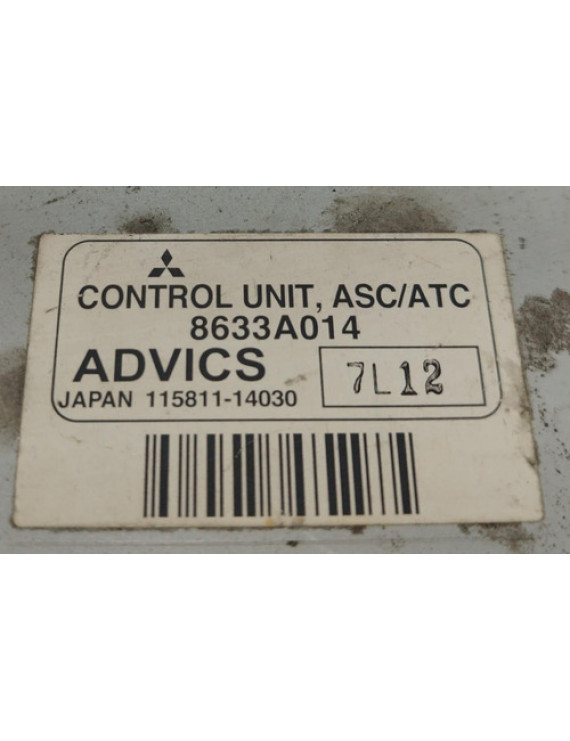 CONTROL UNIT, ASC/ATC
8633A014
ADVICS
7L12
JAPAN 115811-14030